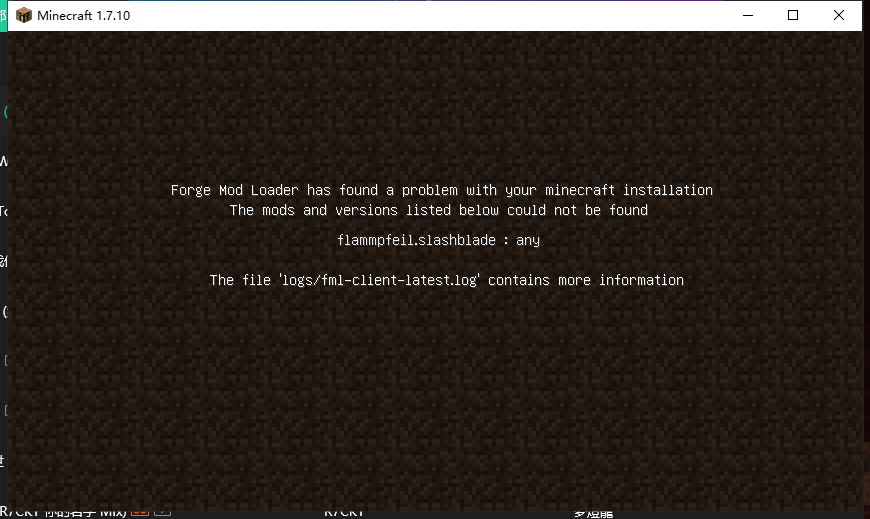 Minecraft 1.7.10
Forge Mod Loader has found a problem with your minecraft installation
The mods and versions listed below could not be found
flammpfeil.slashblade : any
The file 'logs/fml-client-latest.log' contains more information